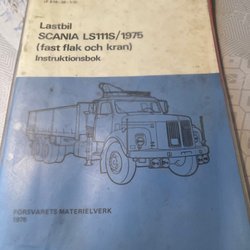 Lastbil
SCANIA LS111S/1975
(fast flak och kran)
Instruktionsbok
FÖRSVARETS MATERIELVERK
1976